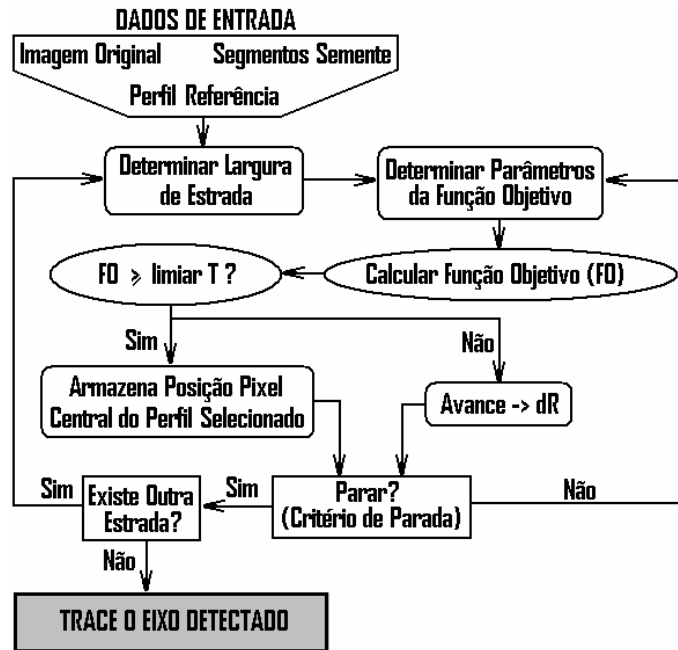 DADOS DE ENTRADA
Imagem Original Segmentos Semente
Perfil Referência
Determinar Largura
de Estrada
Determinar Parâmetros
da Função Objetivo
FO ≥ limiar T ?
Calcular Função Objetivo (FO)
Sim
Não
Armazena Posição Pixel
Central do Perfil Selecionado
Avance -> dR
Sim
Existe Outra
Estrada?
Sim
Parar?
(Critério de Parada)
Não
Não
TRACE O EIXO DETECTADO